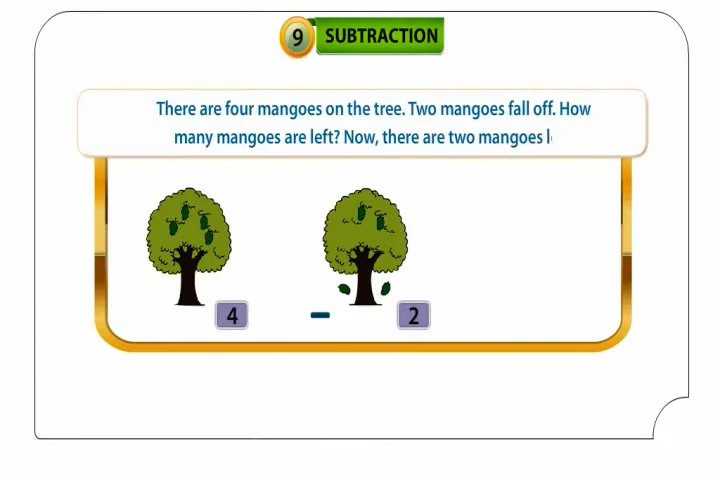 9 SUBTRACTION
There are four mangoes on the tree. Two mangoes fall off. How
many mangoes are left? Now, there are two mangoes l
4 - 2